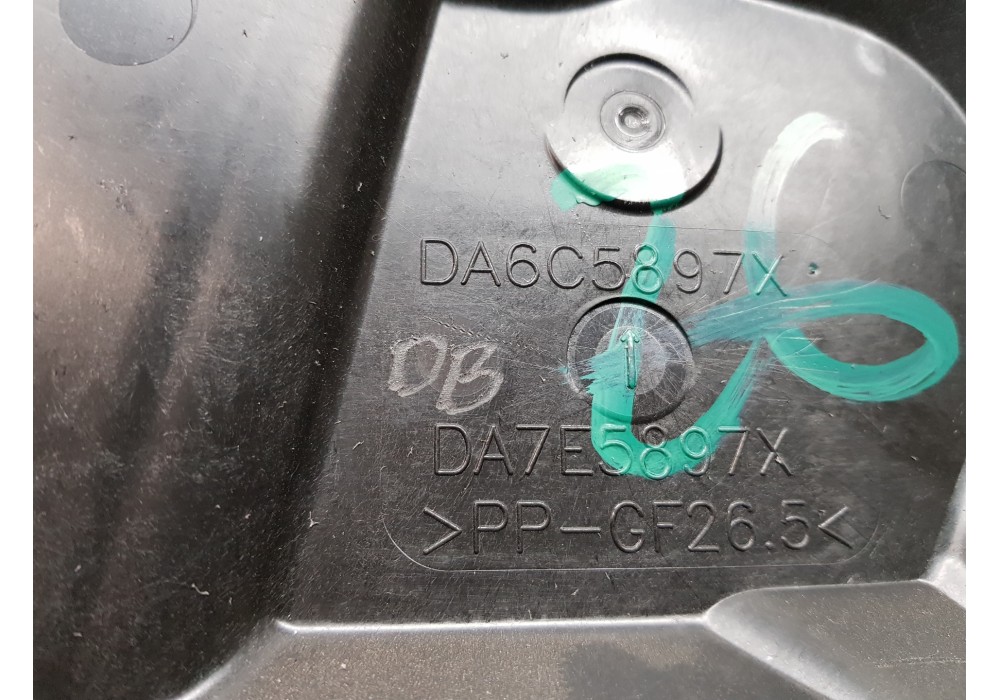 C
DA6C5897X
DB
DA7E5897X
>PP-GF26.5<